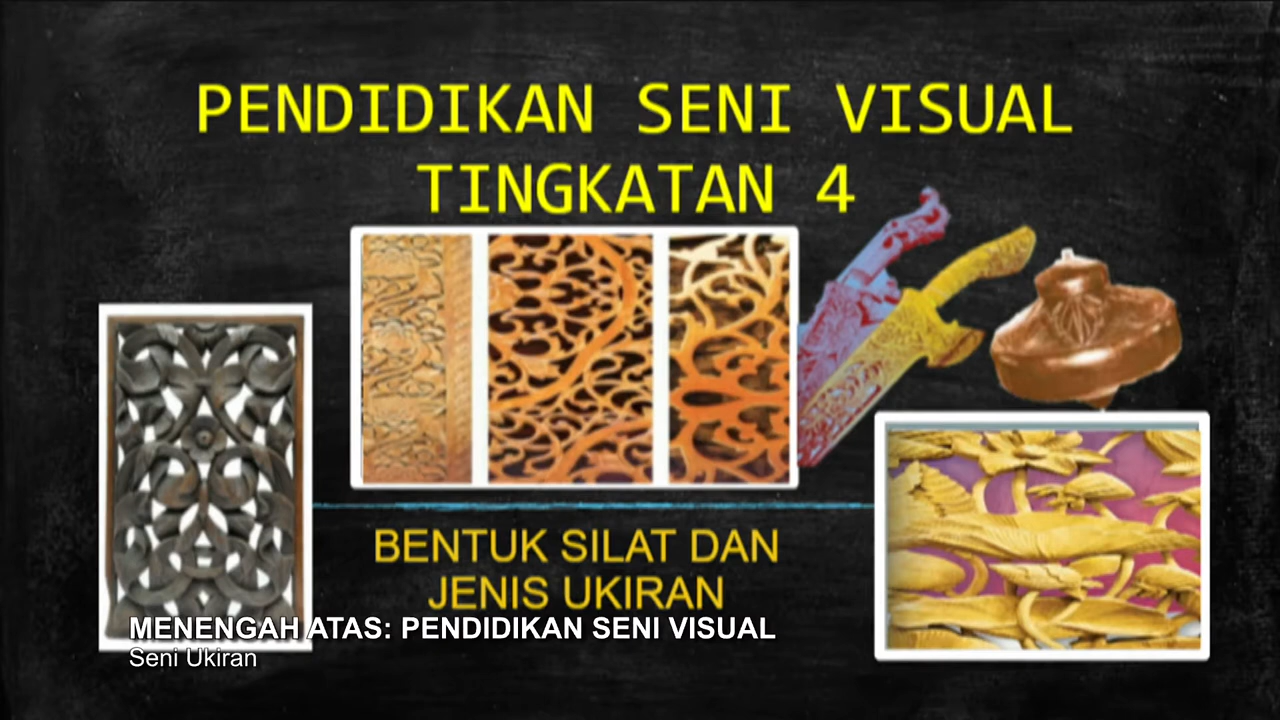 PENDIDIKAN SENI VISUAL
TINGKATAN 4
BENTUK SILAT DAN
JENIS UKIRAN
MENENGAH ATAS: PENDIDIKAN SENI VISUAL
Seni Ukiran